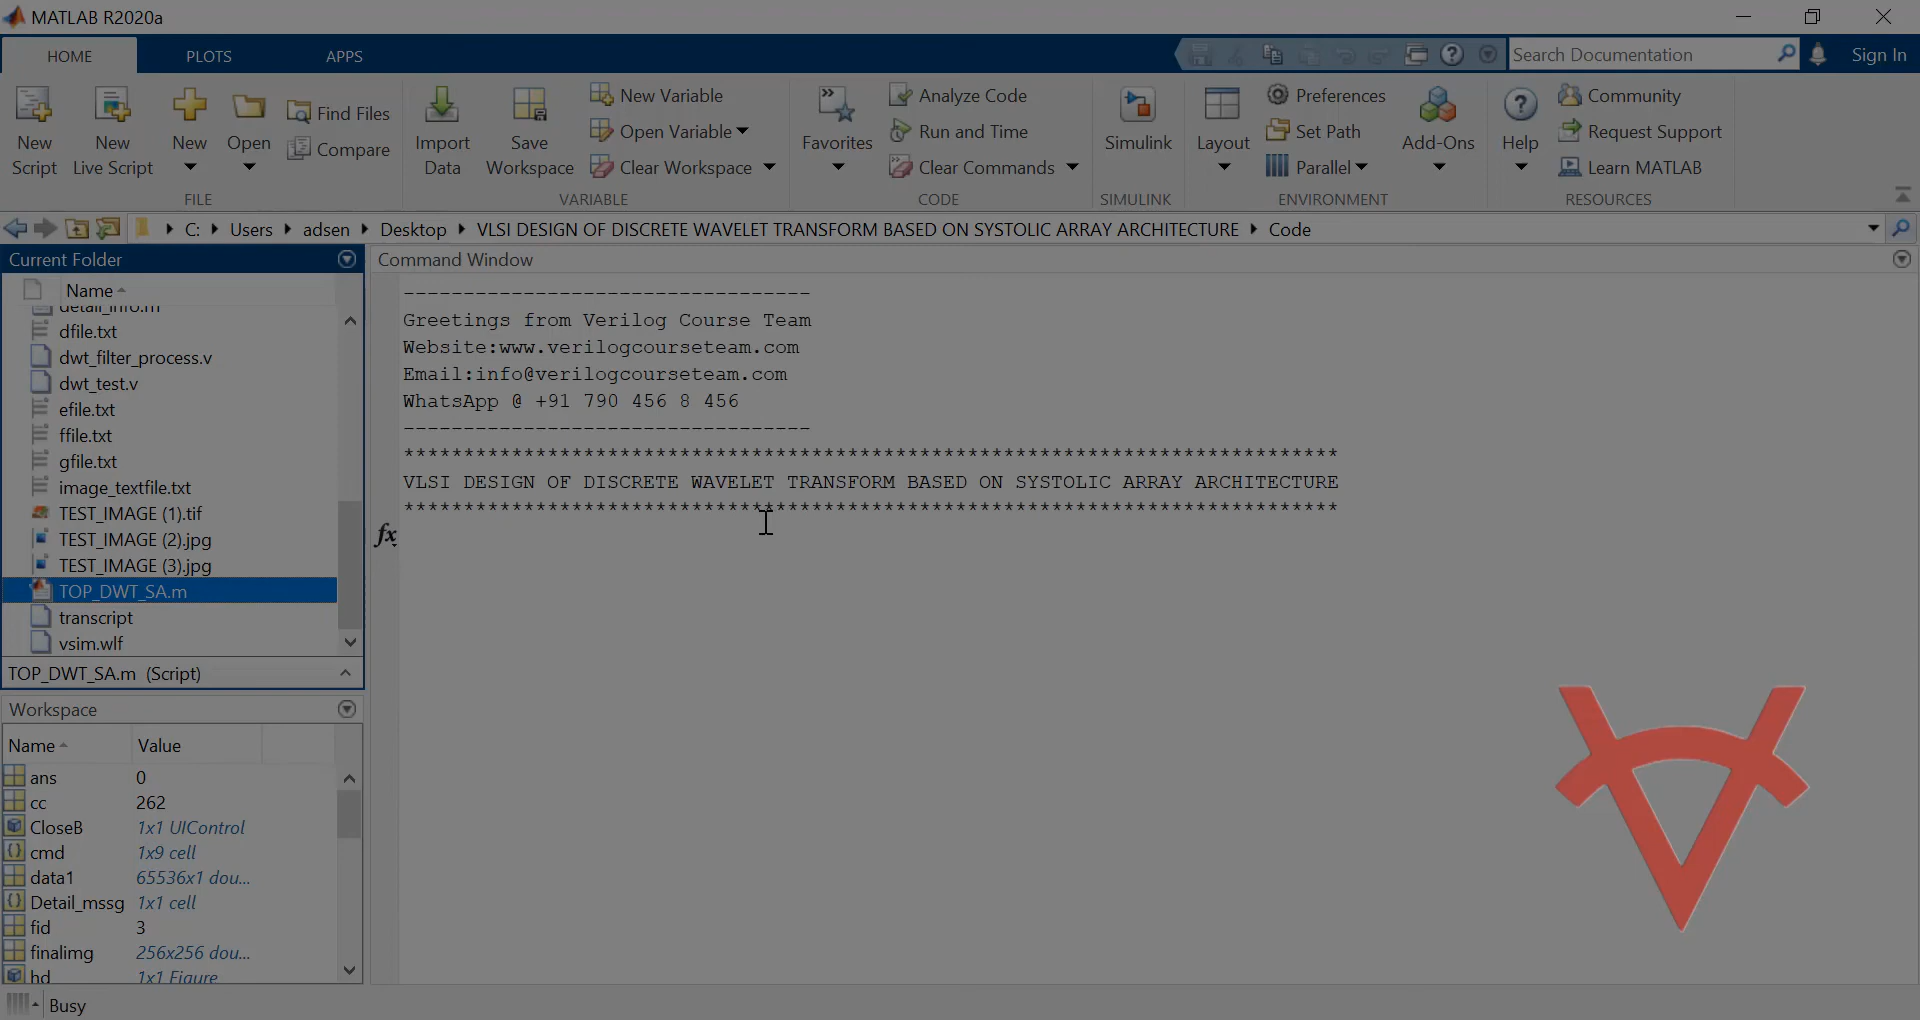 MATLAB R2020a
HOME PLOTS APPS
Search Documentation
Sign In
New Script
New Live Script
New
Open
Find Files
Compare
FILE
Import Data
Save Workspace
New Variable
Open Variable
Clear Workspace
VARIABLE
Favorites
Analyze Code
Run and Time
Clear Commands
CODE
Simulink
SIMULINK
Layout
Preferences
Set Path
Parallel
Add-Ons
ENVIRONMENT
Help
Community
Request Support
Learn MATLAB
RESOURCES
C: Users adsen Desktop VLSI DESIGN OF DISCRETE WAVELET TRANSFORM BASED ON SYSTOLIC ARRAY ARCHITECTURE Code
Current Folder
Name
detail_info.m
dfile.txt
dwt_filter_process.v
dwt_test.v
efile.txt
ffile.txt
gfile.txt
image_textfile.txt
TEST_IMAGE (1).tif
TEST_IMAGE (2).jpg
TEST_IMAGE (3).jpg
TOP_DWT_SA.m
transcript
vsim.wlf
TOP_DWT_SA.m (Script)
Workspace
Name Value
ans 0
cc 262
CloseB 1x1 UIControl
cmd 1x9 cell
data1 65536x1 dou...
Detail_mssg 1x1 cell
fid 3
finalimg 256x256 dou...
hd 1x1 Figure
Command Window
----------------------------------
Greetings from Verilog Course Team
Website:www.verilogcourseteam.com
Email:info@verilogcourseteam.com
WhatsApp @ +91 790 456 8 456
----------------------------------
******************************************************************************
VLSI DESIGN OF DISCRETE WAVELET TRANSFORM BASED ON SYSTOLIC ARRAY ARCHITECTURE
******************************************************************************
fx
Busy